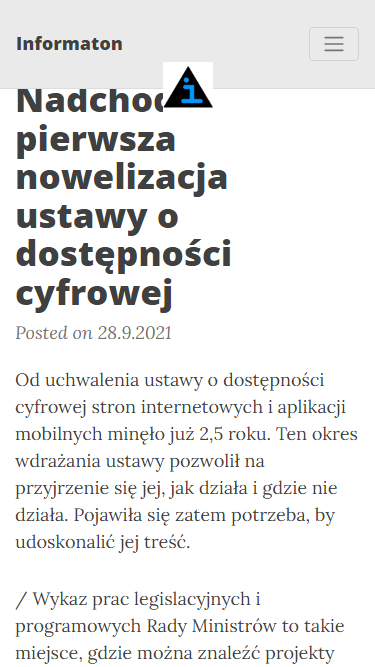 Informaton
pierwsza
nowelizacja
ustawy o
dostępności
cyfrowej
Posted on 28.9.2021
Od uchwalenia ustawy o dostępności
cyfrowej stron internetowych i aplikacji
mobilnych minęło już 2,5 roku. Ten okres
wdrażania ustawy pozwolił na
przyjrzenie się jej, jak działa i gdzie nie
działa. Pojawiła się zatem potrzeba, by
udoskonalić jej treść.
/ Wykaz prac legislacyjnych i
programowych Rady Ministrów to takie
miejsce, gdzie można znaleźć projekty